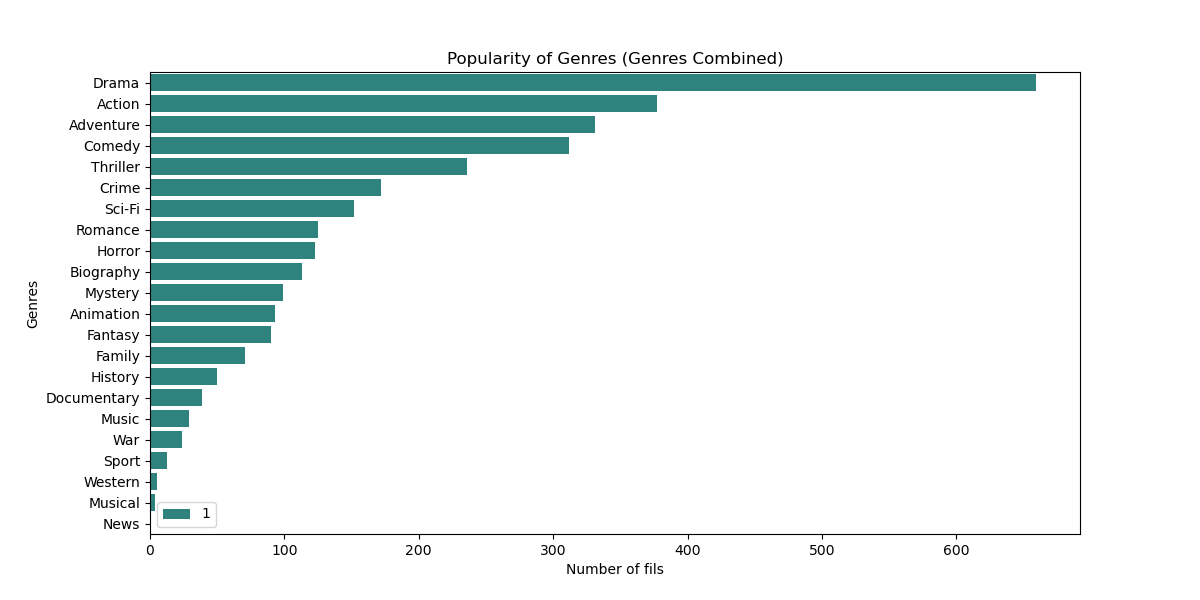 Popularity of Genres (Genres Combined)
Genres
Drama
Action
Adventure
Comedy
Thriller
Crime
Sci-Fi
Romance
Horror
Biography
Mystery
Animation
Fantasy
Family
History
Documentary
Music
War
Sport
Western
Musical
News
1
0 100 200 300 400 500 600
Number of fils